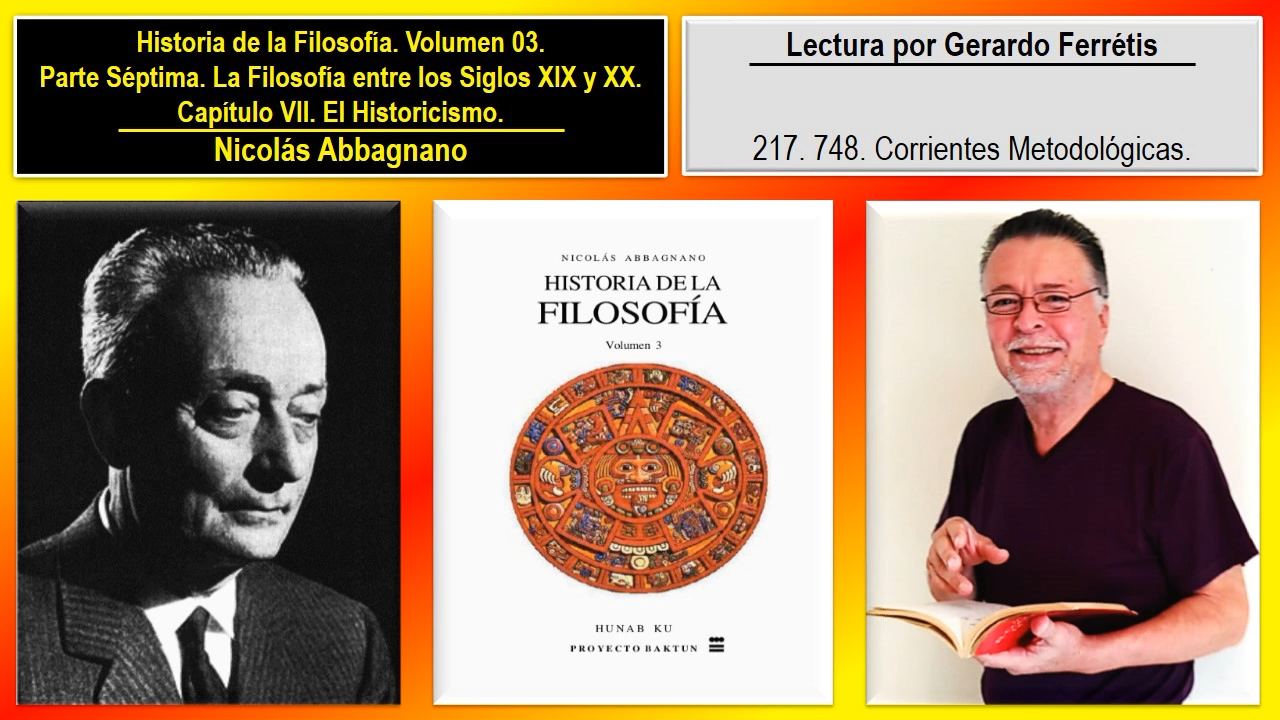 Historia de la Filosofía. Volumen 03.
Parte Séptima. La Filosofía entre los Siglos XIX y XX.
Capítulo VII. El Historicismo.
Nicolás Abbagnano
Lectura por Gerardo Ferrétis
217. 748. Corrientes Metodológicas.
NICOLÁS ABBAGNANO
HISTORIA DE LA
FILOSOFÍA
Volumen 3
HUNAB KU
PROYECTO BAKTUN